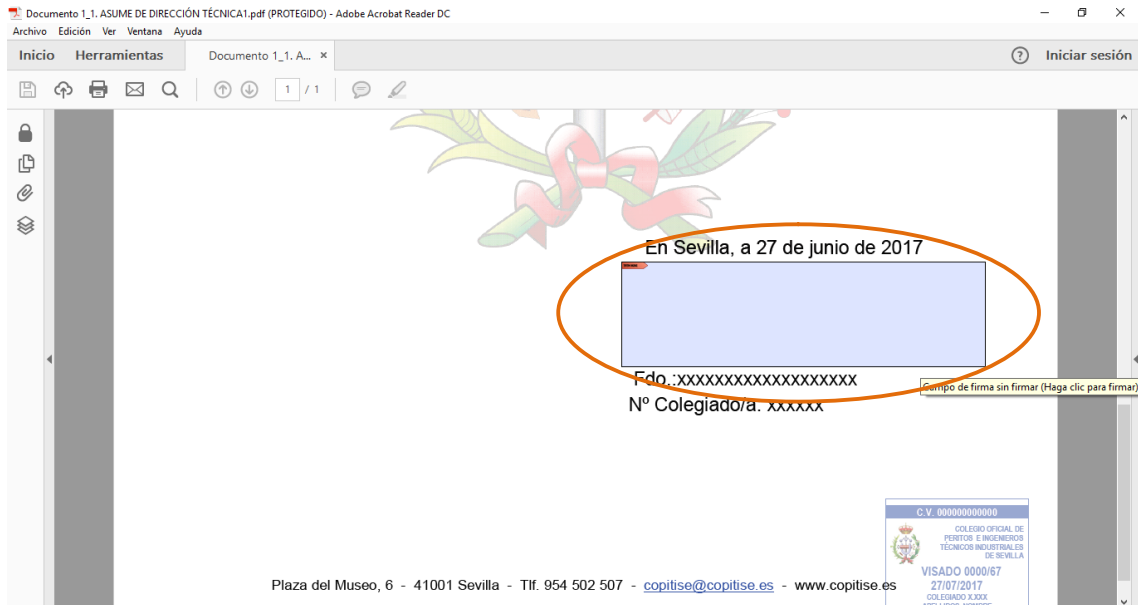 Documento 1_1. ASUME DE DIRECCIÓN TÉCNICA1.pdf (PROTEGIDO) - Adobe Acrobat Reader DC
Archivo Edición Ver Ventana Ayuda
Inicio Herramientas Documento 1_1. A... × ? Iniciar sesión
1 / 1
En Sevilla, a 27 de junio de 2017
Fdo.:xxxxxxxxxxxxxxxxxxx
Campo de firma sin firmar (Haga clic para firmar)
Nº Colegiado/a: xxxxxx
C.V. 000000000000
COLEGIO OFICIAL DE
PERITOS E INGENIEROS
TÉCNICOS INDUSTRIALES
DE SEVILLA
VISADO 0000/67
27/07/2017
COLEGIADO X.XXX
Plaza del Museo, 6 - 41001 Sevilla - Tlf. 954 502 507 - copitise@copitise.es - www.copitise.es